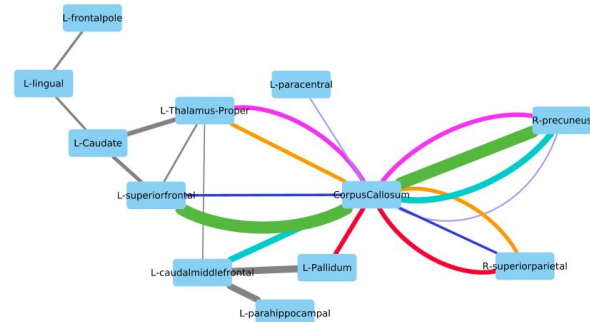 L-frontalpole
L-lingual
L-paracentral
L-Thalamus-Proper
R-precuneus
L-Caudate
L-superiorfrontal
CorpusCallosum
L-caudalmiddlefrontal
L-Pallidum
R-superiorparietal
L-parahippocampal